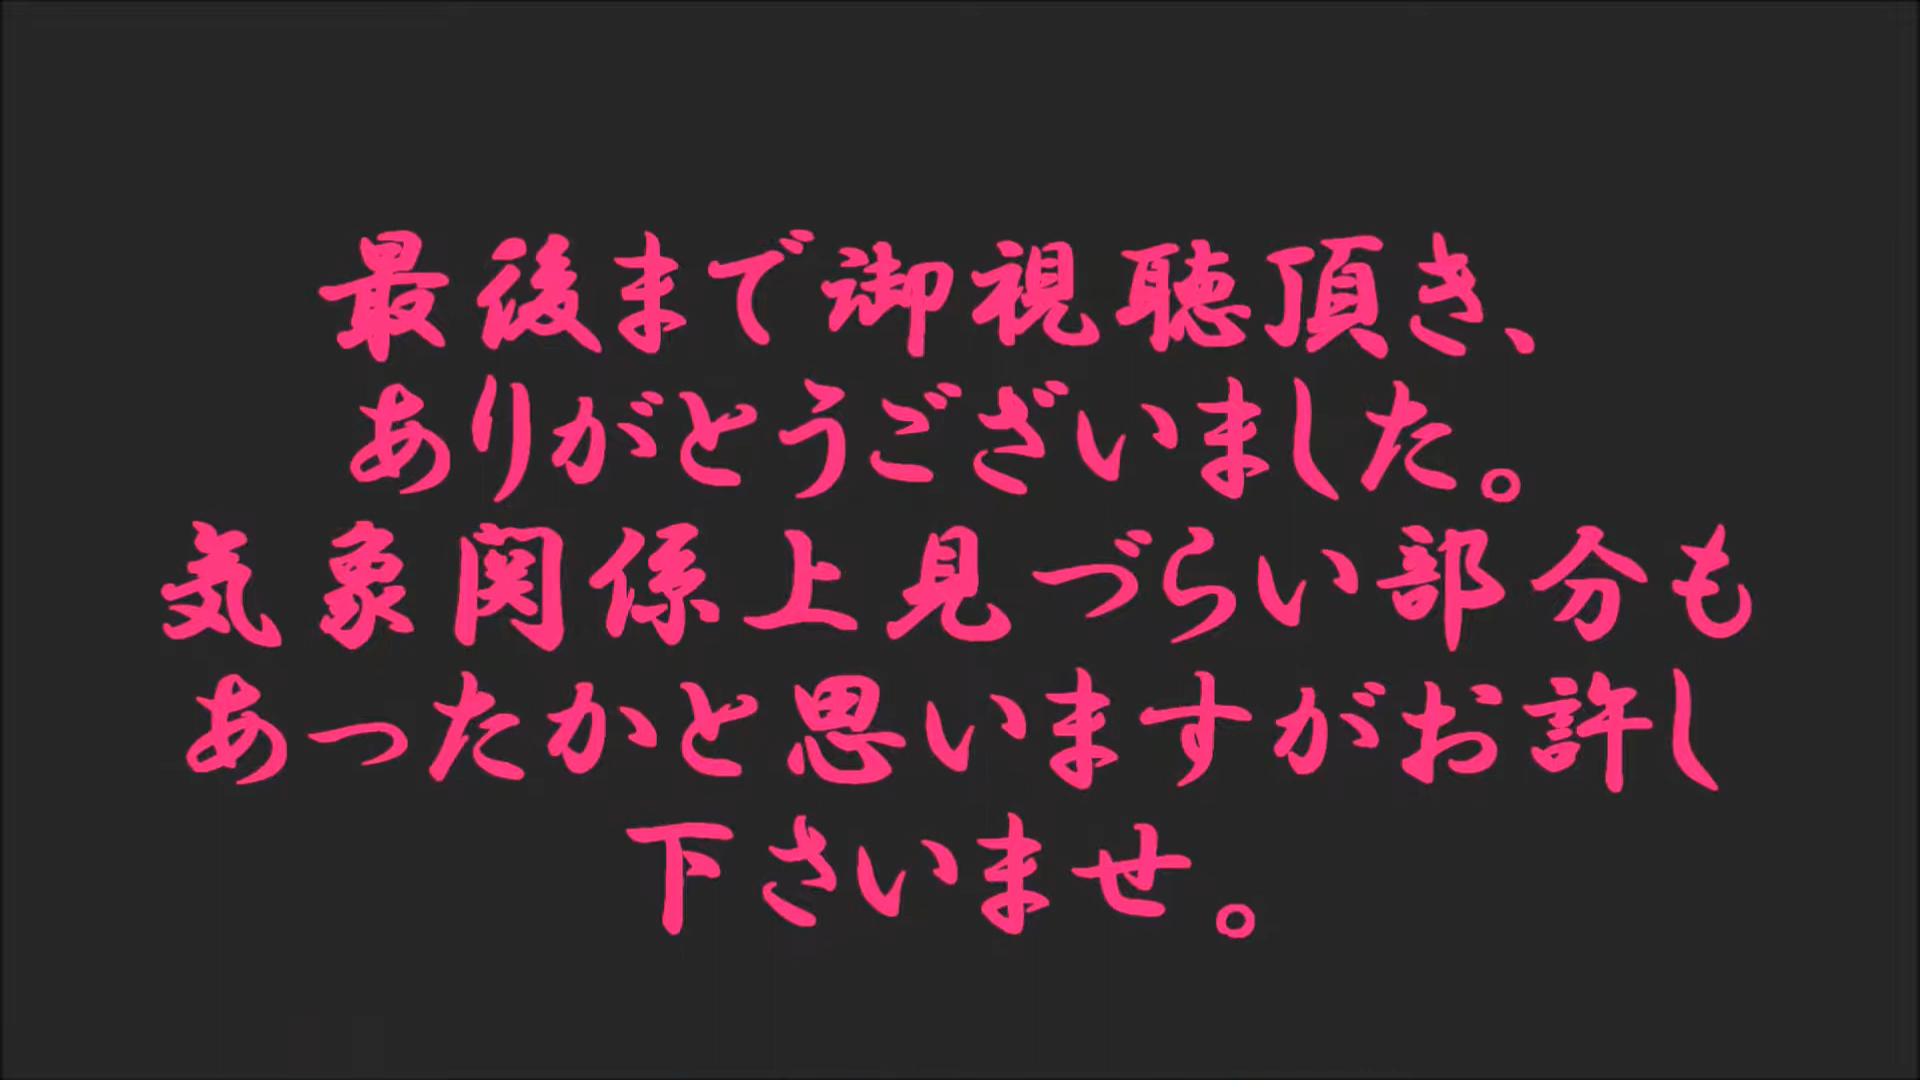 最後まで御視聴頂き、
ありがとうございました。
気象関係上見づらい部分も
あったかと思いますがお許し
下さいませ。